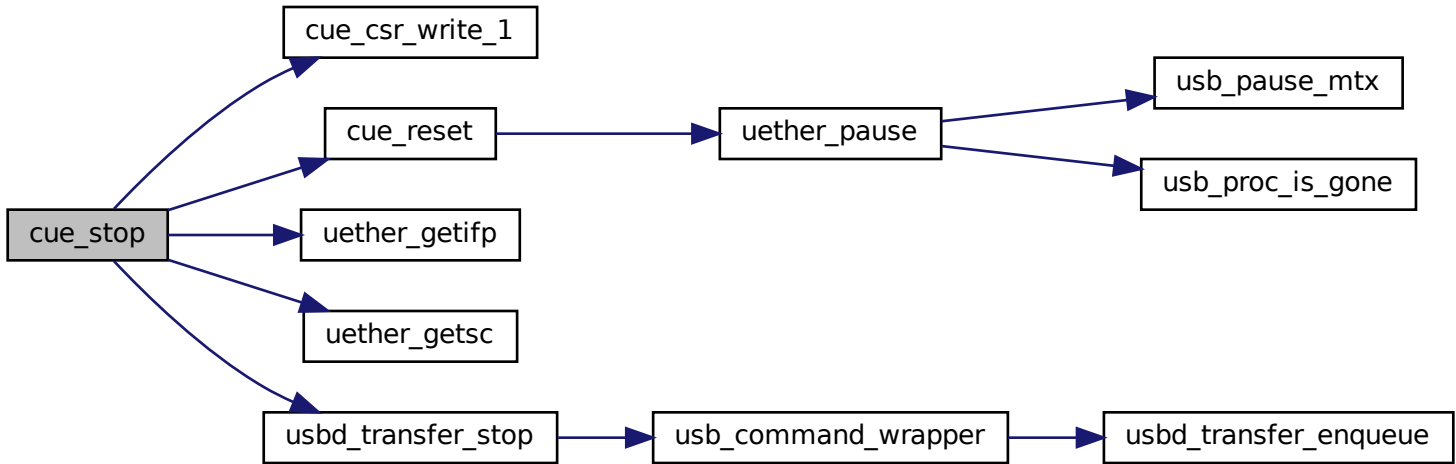 cue_csr_write_1
usb_pause_mtx
cue_reset
uether_pause
usb_proc_is_gone
cue_stop
uether_getifp
uether_getsc
usbd_transfer_stop
usb_command_wrapper
usbd_transfer_enqueue